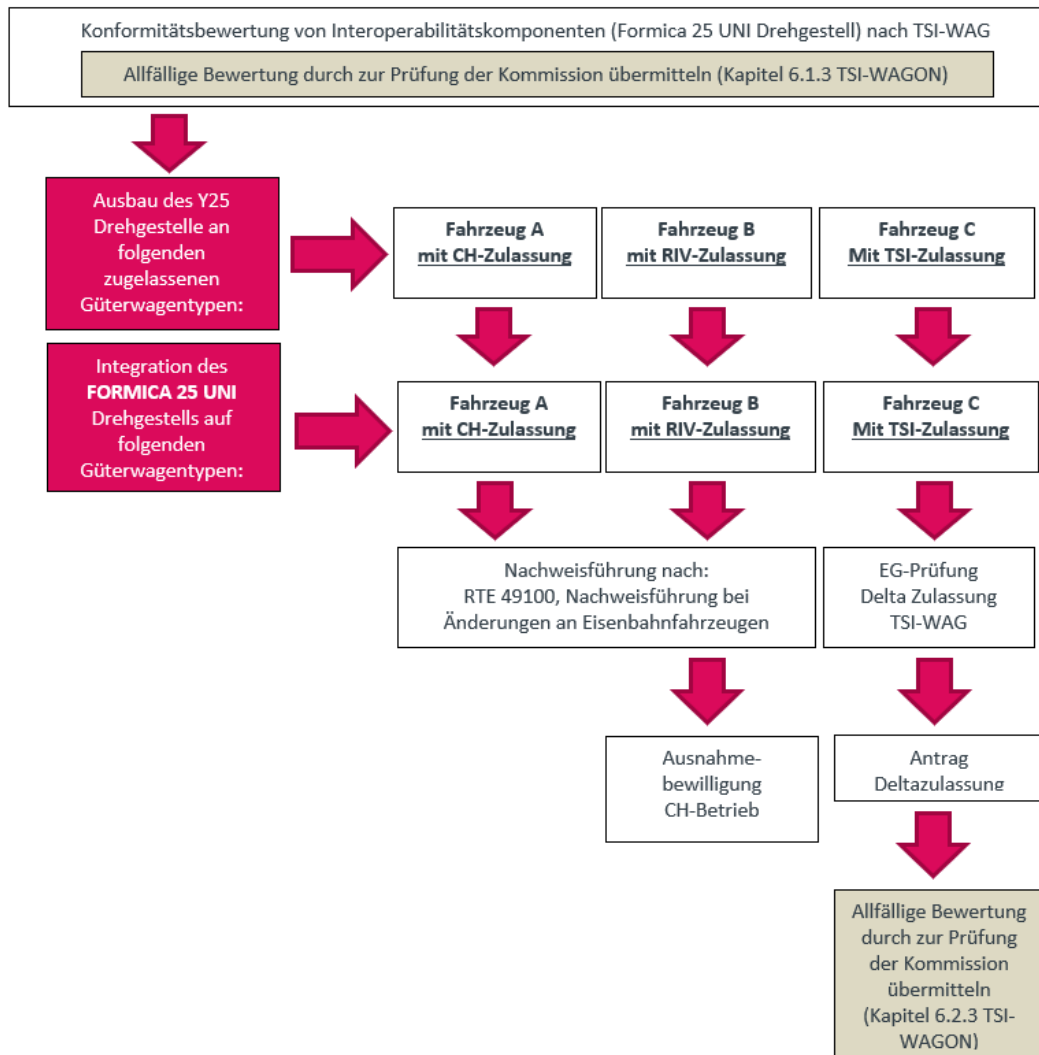 Konformitätsbewertung von Interoperabilitätskomponenten (Formica 25 UNI Drehgestell) nach TSI-WAG
Allfällige Bewertung durch zur Prüfung der Kommission übermitteln (Kapitel 6.1.3 TSI-WAGON)
Ausbau des Y25
Drehgestelle an
folgenden
zugelassenen
Güterwagentypen:
Fahrzeug A
mit CH-Zulassung
Fahrzeug B
mit RIV-Zulassung
Fahrzeug C
Mit TSI-Zulassung
Integration des
FORMICA 25 UNI
Drehgestells auf
folgenden
Güterwagentypen:
Fahrzeug A
mit CH-Zulassung
Fahrzeug B
mit RIV-Zulassung
Fahrzeug C
Mit TSI-Zulassung
Nachweisführung nach:
RTE 49100, Nachweisführung bei
Änderungen an Eisenbahnfahrzeugen
EG-Prüfung
Delta Zulassung
TSI-WAG
Ausnahme-
bewilligung
CH-Betrieb
Antrag
Deltazulassung
Allfällige Bewertung
durch zur Prüfung
der Kommission
übermitteln
(Kapitel 6.2.3 TSI-
WAGON)